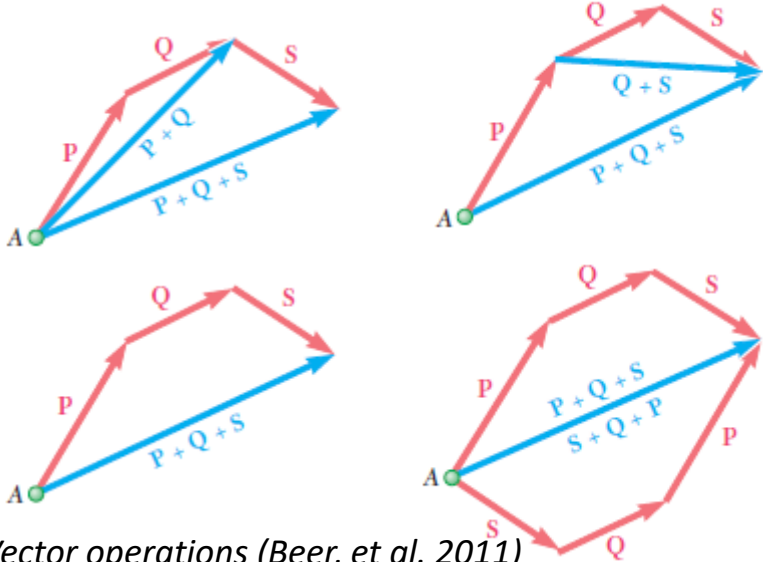 Q
S
P
P + Q
P + Q + S
A
Q
S
Q + S
P
P + Q + S
A
Q
S
P
P + Q + S
A
Q
S
P
P + Q + S
S + Q + P
P
A
S
Q
Vector operations (Beer, et al, 2011)